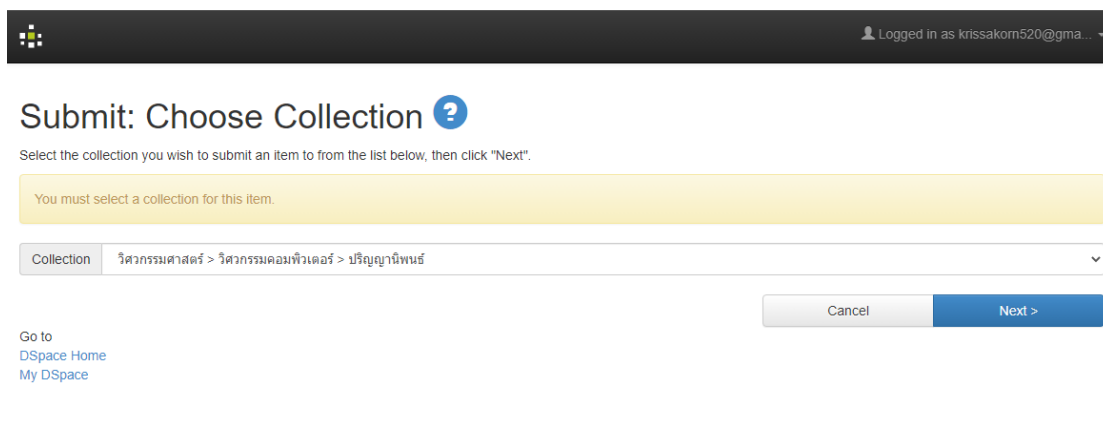 Logged in as krissakorn520@gma...
Submit: Choose Collection ?
Select the collection you wish to submit an item to from the list below, then click "Next".
You must select a collection for this item.
Collection วิศวกรรมศาสตร์ > วิศวกรรมคอมพิวเตอร์ > ปริญญานิพนธ์
Cancel Next >
Go to
DSpace Home
My DSpace